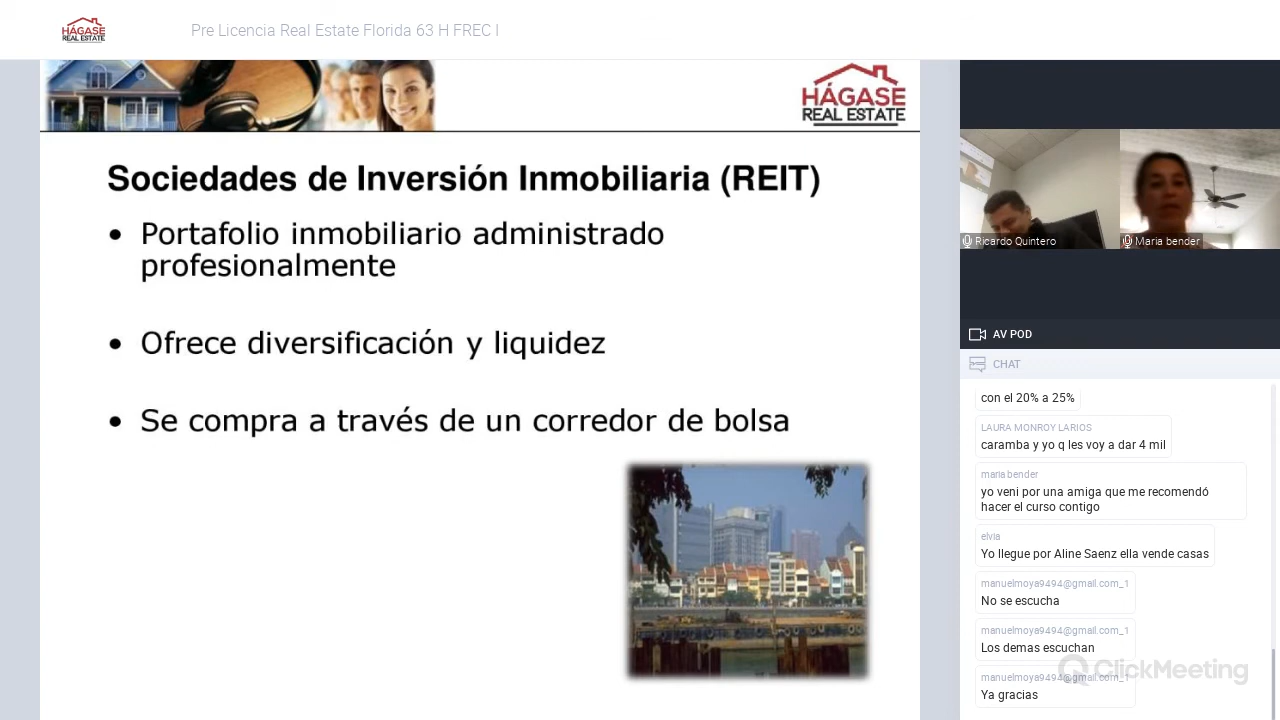 HÁGASE
REAL ESTATE
Pre Licencia Real Estate Florida 63 H FREC I
HÁGASE
REAL ESTATE
Sociedades de Inversión Inmobiliaria (REIT)
• Portafolio inmobiliario administrado
profesionalmente
• Ofrece diversificación y liquidez
• Se compra a través de un corredor de bolsa
Ricardo Quintero
Maria bender
AV POD
CHAT
con el 20% a 25%
LAURA MONROY LARIOS
caramba y yo q les voy a dar 4 mil
maria bender
yo veni por una amiga que me recomendó
hacer el curso contigo
elvia
Yo llegue por Aline Saenz ella vende casas
manuelmoya9494@gmail.com_1
No se escucha
manuelmoya9494@gmail.com_1
Los demas escuchan
manuelmoya9494@gmail.com_1
Ya gracias
ClickMeeting